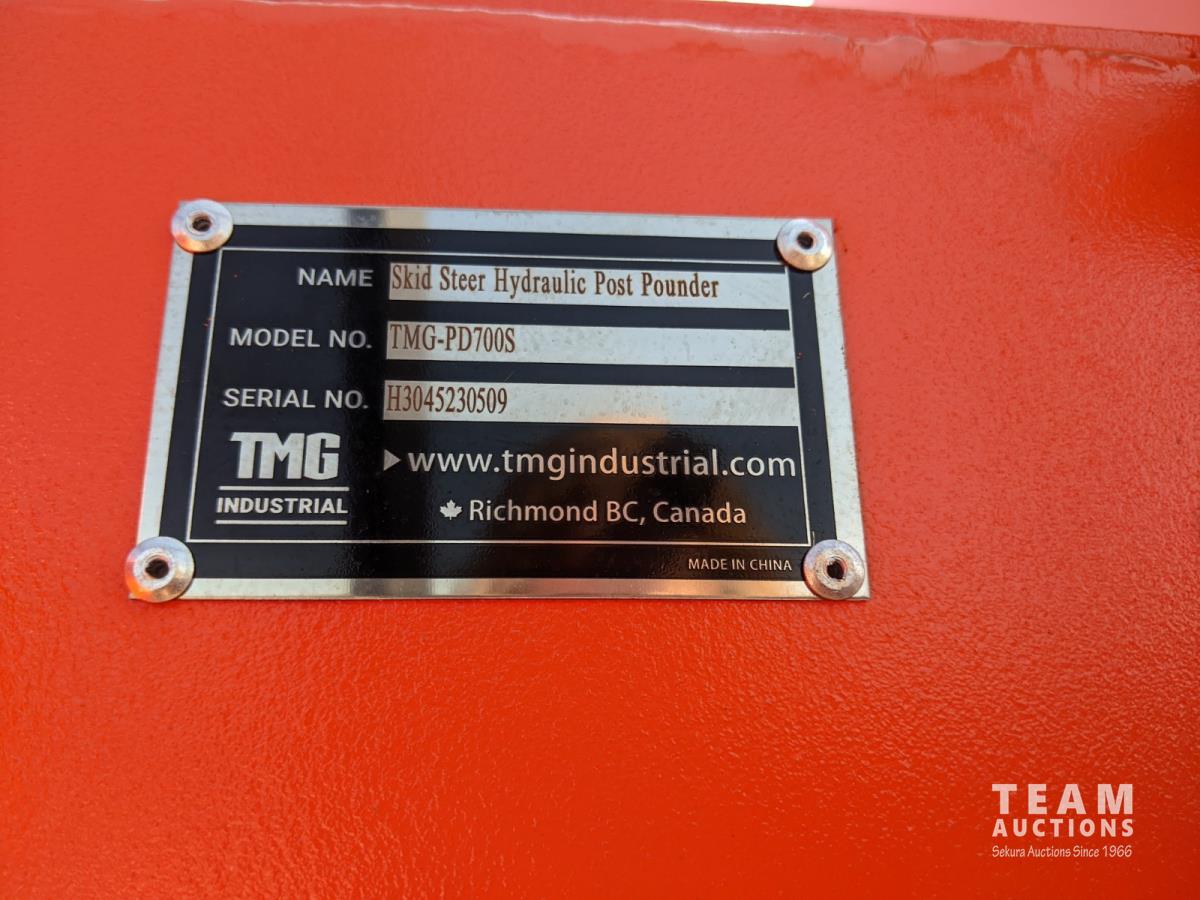 NAME Skid Steer Hydraulic Post Pounder
MODEL NO. TMG-PD700S
SERIAL NO. H3045230509
TMG
INDUSTRIAL
www.tmgindustrial.com
Richmond BC, Canada
MADE IN CHINA
TEAM
AUCTIONS
Sekura Auctions Since 1966